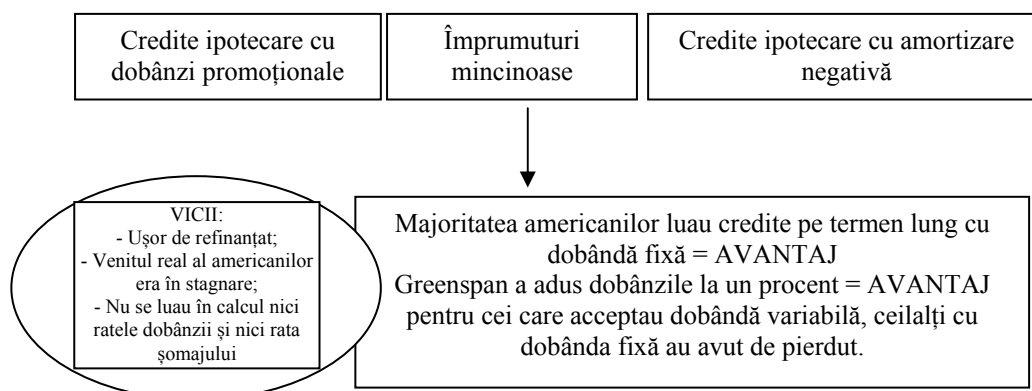 Credite ipotecare cu
dobânzi promoționale
Împrumuturi
mincinoase
Credite ipotecare cu amortizare
negativă
VICII:
- Ușor de refinanțat;
- Venitul real al americanilor
era în stagnare;
- Nu se luau în calcul nici
ratele dobânzii și nici rata
șomajului
Majoritatea americanilor luau credite pe termen lung cu
dobândă fixă = AVANTAJ
Greenspan a adus dobânzile la un procent = AVANTAJ
pentru cei care acceptau dobândă variabilă, ceilalți cu
dobânda fixă au avut de pierdut.